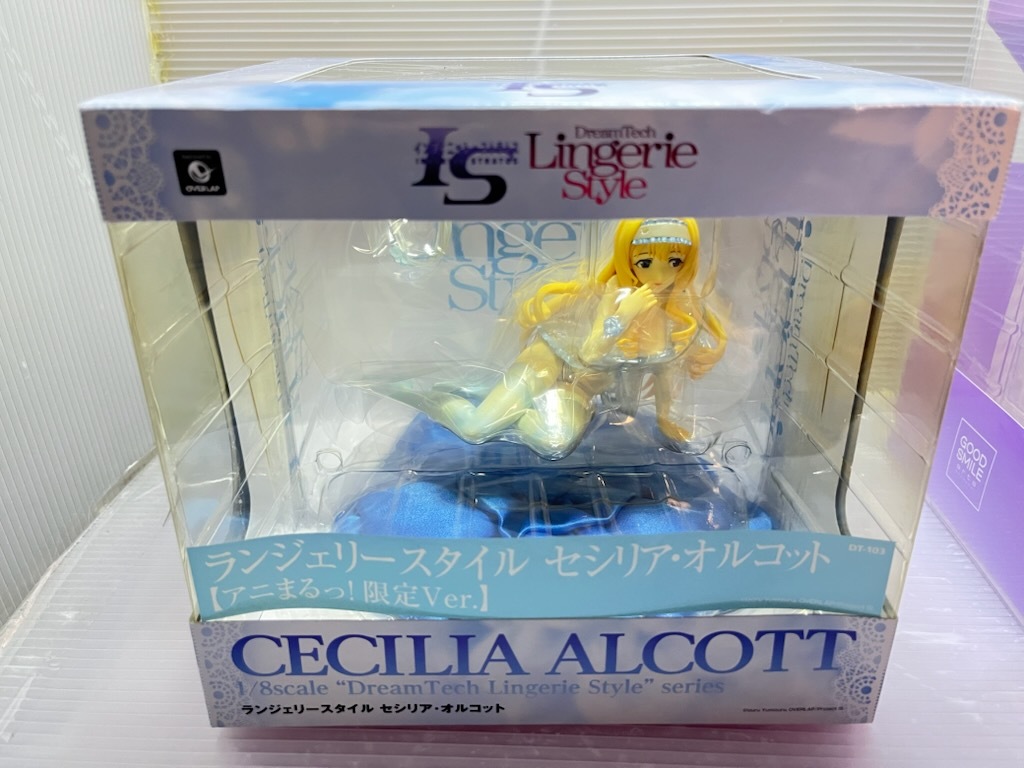 IS
DreamTech
Lingerie
Style
OVERLAP
nge
ランジェリースタイル セシリア・オルコット
DT-103
【アニまるっ!限定Ver.】
CECILIA ALCOTT
1/8scale "DreamTech Lingerie Style" series
ランジェリースタイル セシリア・オルコット
GOOD
SMILE